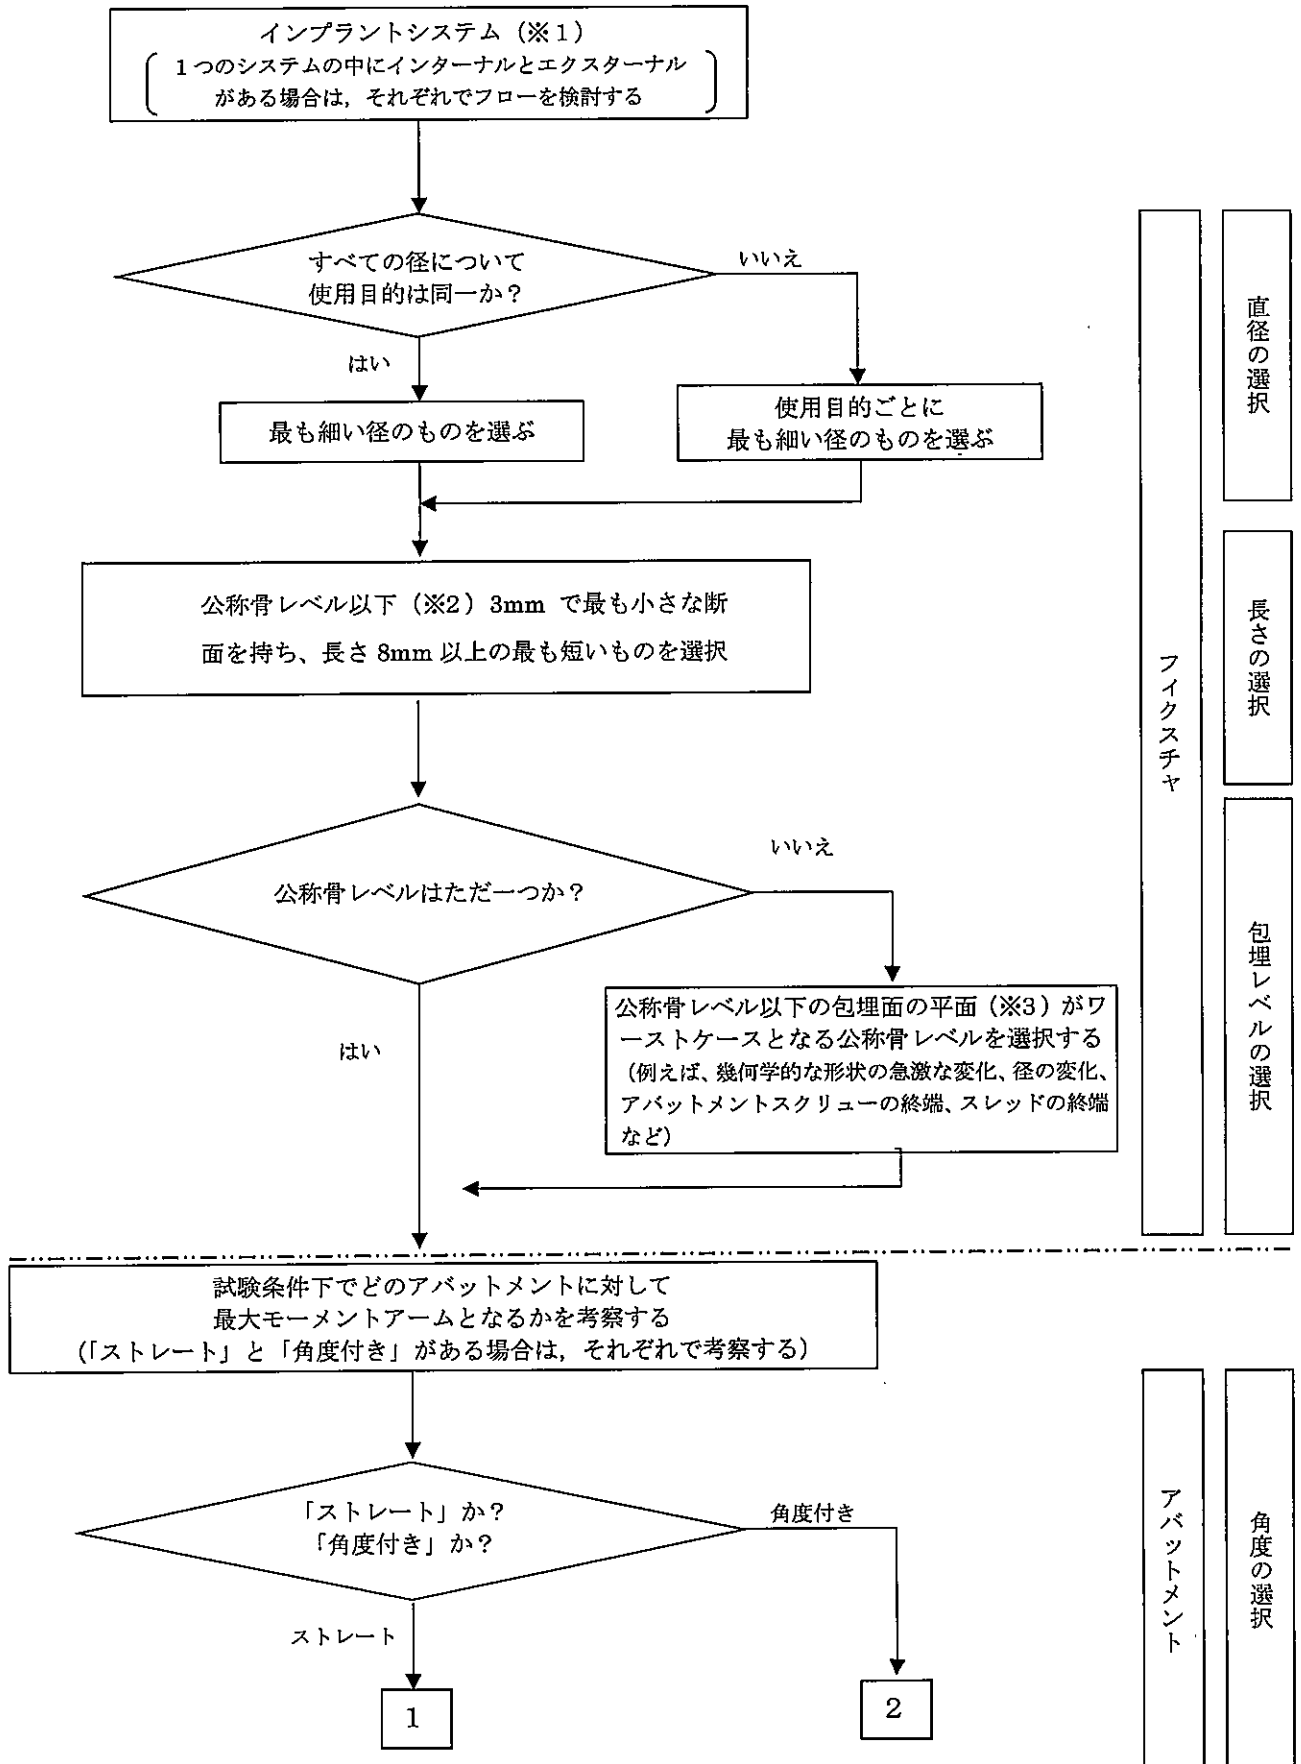 インプラントシステム（※１）
１つのシステムの中にインターナルとエクスターナル
がある場合は，それぞれでフローを検討する
すべての径について
使用目的は同一か？
いいえ
はい
最も細い径のものを選ぶ
使用目的ごとに
最も細い径のものを選ぶ
直径の選択
公称骨レベル以下（※2）3mm で最も小さな断
面を持ち、長さ 8mm 以上の最も短いものを選択
長さの選択
フィクスチャ
公称骨レベルはただ一つか？
いいえ
はい
公称骨レベル以下の包埋面の平面（※3）がワ
ーストケースとなる公称骨レベルを選択する
（例えば、幾何学的な形状の急激な変化、径の変化、
アバットメントスクリューの終端、スレッドの終端
など）
包埋レベルの選択
試験条件下でどのアバットメントに対して
最大モーメントアームとなるかを考察する
（「ストレート」と「角度付き」がある場合は，それぞれで考察する）
「ストレート」か？
「角度付き」か？
角度付き
ストレート
1
2
アバットメント
角度の選択